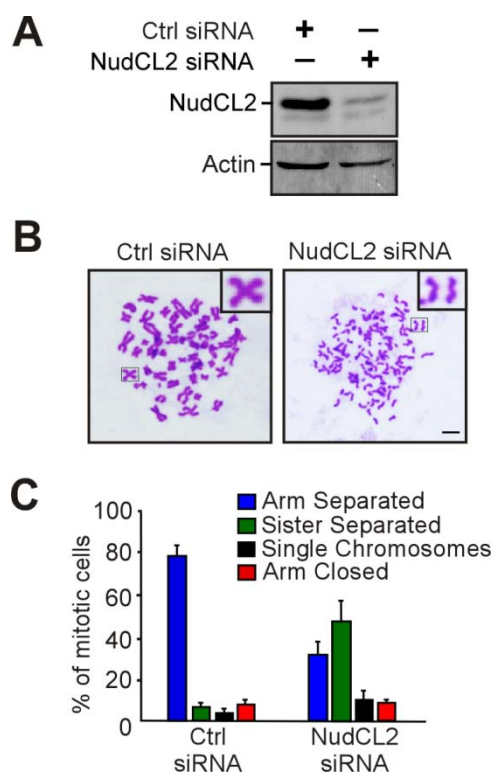 A
Ctrl siRNA + −
NudCL2 siRNA − +
NudCL2
Actin
B
Ctrl siRNA NudCL2 siRNA
C
100
80
60
40
20
0
% of mitotic cells
Arm Separated
Sister Separated
Single Chromosomes
Arm Closed
Ctrl siRNA
NudCL2 siRNA